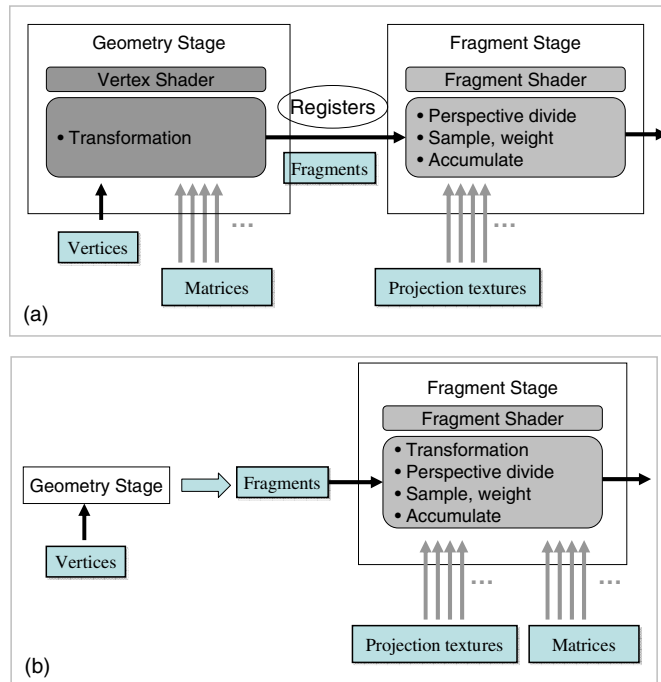 Geometry Stage
Vertex Shader
• Transformation
Registers
Fragments
Fragment Stage
Fragment Shader
• Perspective divide
• Sample, weight
• Accumulate
Vertices
...
Matrices
...
Projection textures
(a)
Geometry Stage
Vertices
Fragments
Fragment Stage
Fragment Shader
• Transformation
• Perspective divide
• Sample, weight
• Accumulate
...
...
Projection textures
Matrices
(b)